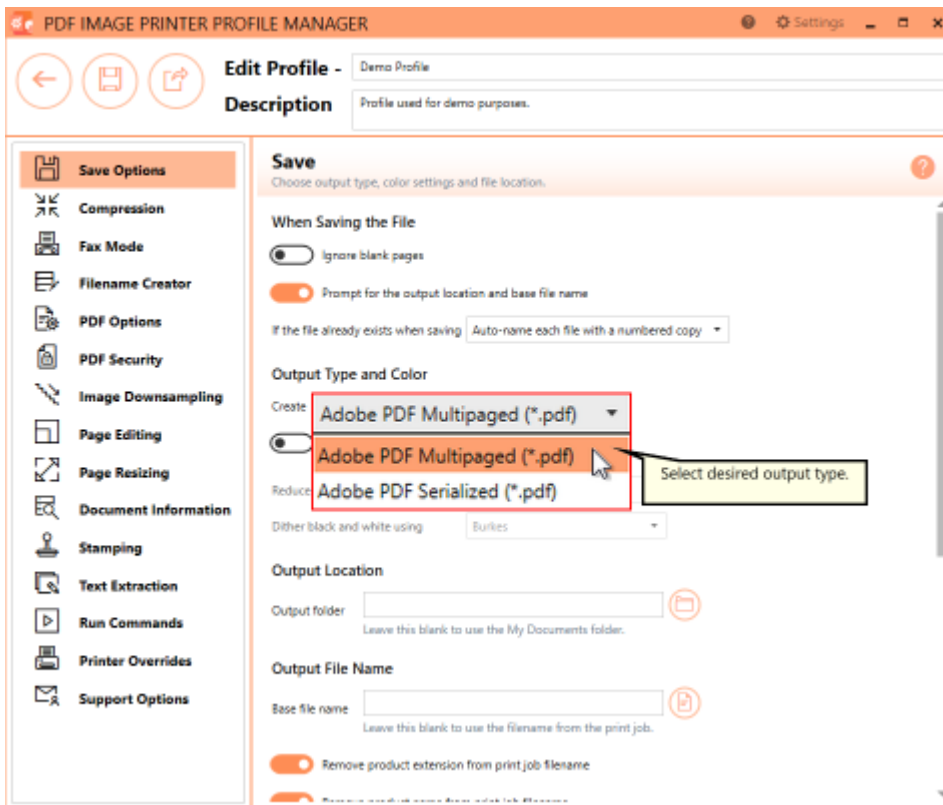 PDF IMAGE PRINTER PROFILE MANAGER
Settings
Edit Profile - Demo Profile
Description Profile used for demo purposes.
Save Options
Compression
Fax Mode
Filename Creator
PDF Options
PDF Security
Image Downsampling
Page Editing
Page Resizing
Document Information
Stamping
Text Extraction
Run Commands
Printer Overrides
Support Options
Save
Choose output type, color settings and file location.
When Saving the File
Ignore blank pages
Prompt for the output location and base file name
If the file already exists when saving Auto-name each file with a numbered copy
Output Type and Color
Create Adobe PDF Multipaged (*.pdf)
Adobe PDF Multipaged (*.pdf)
Select desired output type.
Reduce Adobe PDF Serialized (*.pdf)
Dither black and white using Burkes
Output Location
Output folder
Leave this blank to use the My Documents folder.
Output File Name
Base file name
Leave this blank to use the filename from the print job.
Remove product extension from print job filename
Remove product name from print job filename